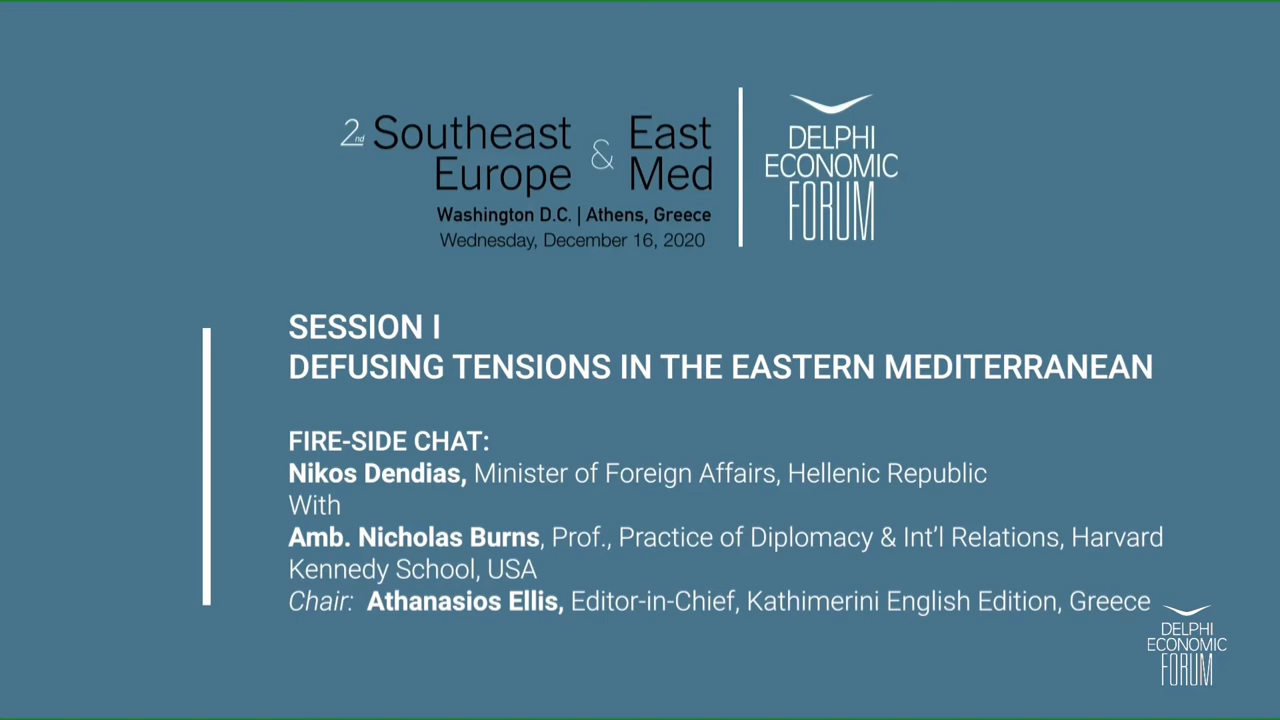 2nd Southeast Europe & East Med
Washington D.C. | Athens, Greece
Wednesday, December 16, 2020
DELPHI
ECONOMIC
FORUM
SESSION I
DEFUSING TENSIONS IN THE EASTERN MEDITERRANEAN
FIRE-SIDE CHAT:
Nikos Dendias, Minister of Foreign Affairs, Hellenic Republic
With
Amb. Nicholas Burns, Prof., Practice of Diplomacy & Int'l Relations, Harvard
Kennedy School, USA
Chair: Athanasios Ellis, Editor-in-Chief, Kathimerini English Edition, Greece
DELPHI
ECONOMIC
FORUM